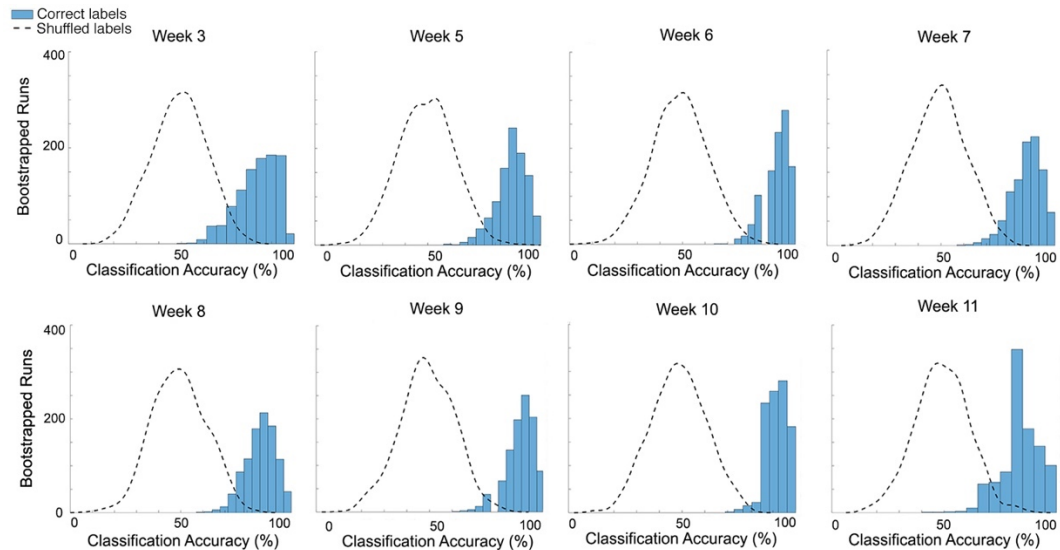 Correct labels
Shuffled labels
Week 3
Week 5
Week 6
Week 7
Bootstrapped Runs
400
200
0
0 50 100
0 50 100
0 50 100
0 50 100
Classification Accuracy (%)
Classification Accuracy (%)
Classification Accuracy (%)
Classification Accuracy (%)
Week 8
Week 9
Week 10
Week 11
Bootstrapped Runs
400
200
0
0 50 100
0 50 100
0 50 100
0 50 100
Classification Accuracy (%)
Classification Accuracy (%)
Classification Accuracy (%)
Classification Accuracy (%)